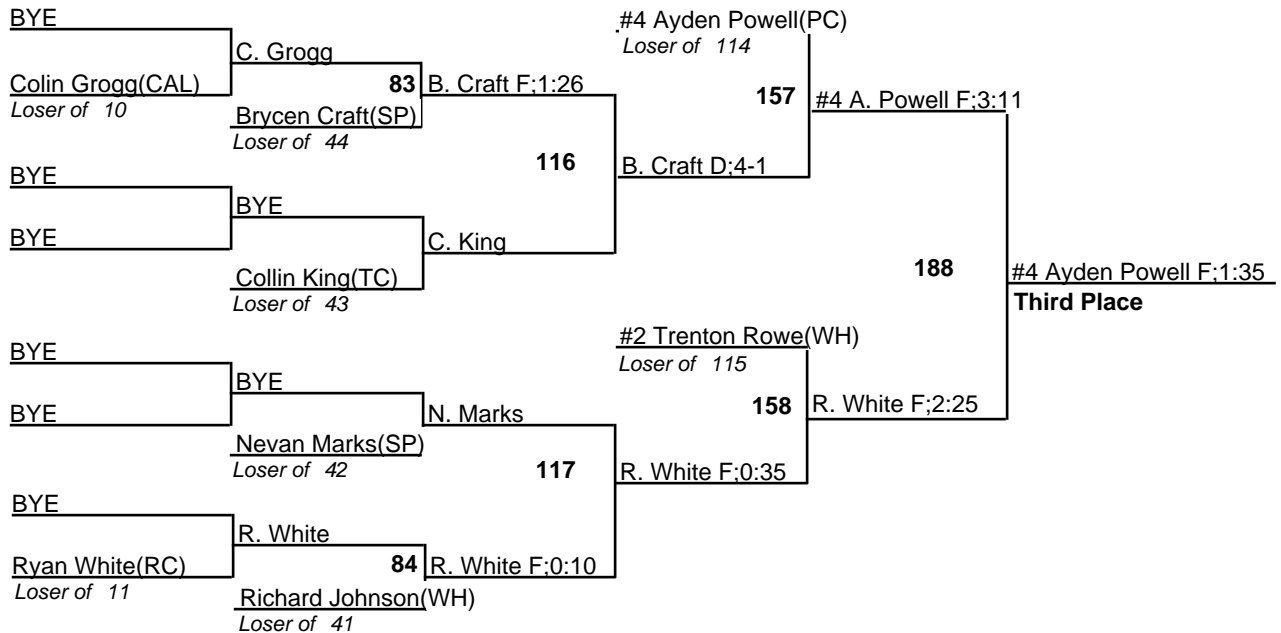 BYE
Colin Grogg(CAL)
Loser of 10
C. Grogg
83
Brycen Craft(SP)
Loser of 44
B. Craft F;1:26
BYE
BYE
BYE
Collin King(TC)
Loser of 43
C. King
116
#4 Ayden Powell(PC)
Loser of 114
B. Craft D;4-1
157
#4 A. Powell F;3:11
BYE
BYE
BYE
Nevan Marks(SP)
Loser of 42
N. Marks
BYE
Ryan White(RC)
Loser of 11
R. White
84
Richard Johnson(WH)
Loser of 41
R. White F;0:10
117
#2 Trenton Rowe(WH)
Loser of 115
R. White F;0:35
158
R. White F;2:25
188
#4 Ayden Powell F;1:35
Third Place